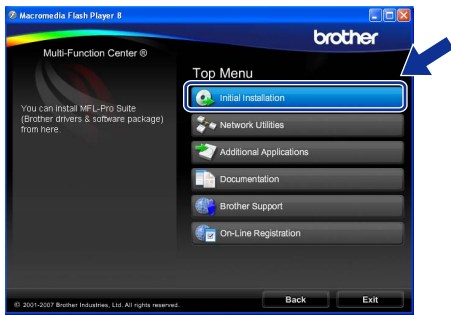 Macromedia Flash Player 8
brother
Multi-Function Center ®
You can install MFL-Pro Suite
(Brother drivers & software package)
from here.
Top Menu
Initial Installation
Network Utilities
Additional Applications
Documentation
Brother Support
On-Line Registration
© 2001-2007 Brother Industries, Ltd. All rights reserved.
Back
Exit